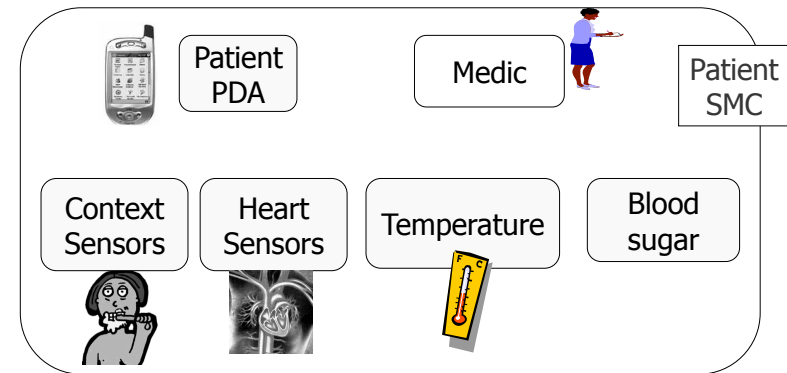 Patient
PDA
Medic
Patient
SMC
Context
Sensors
Heart
Sensors
Temperature
Blood
sugar
F C